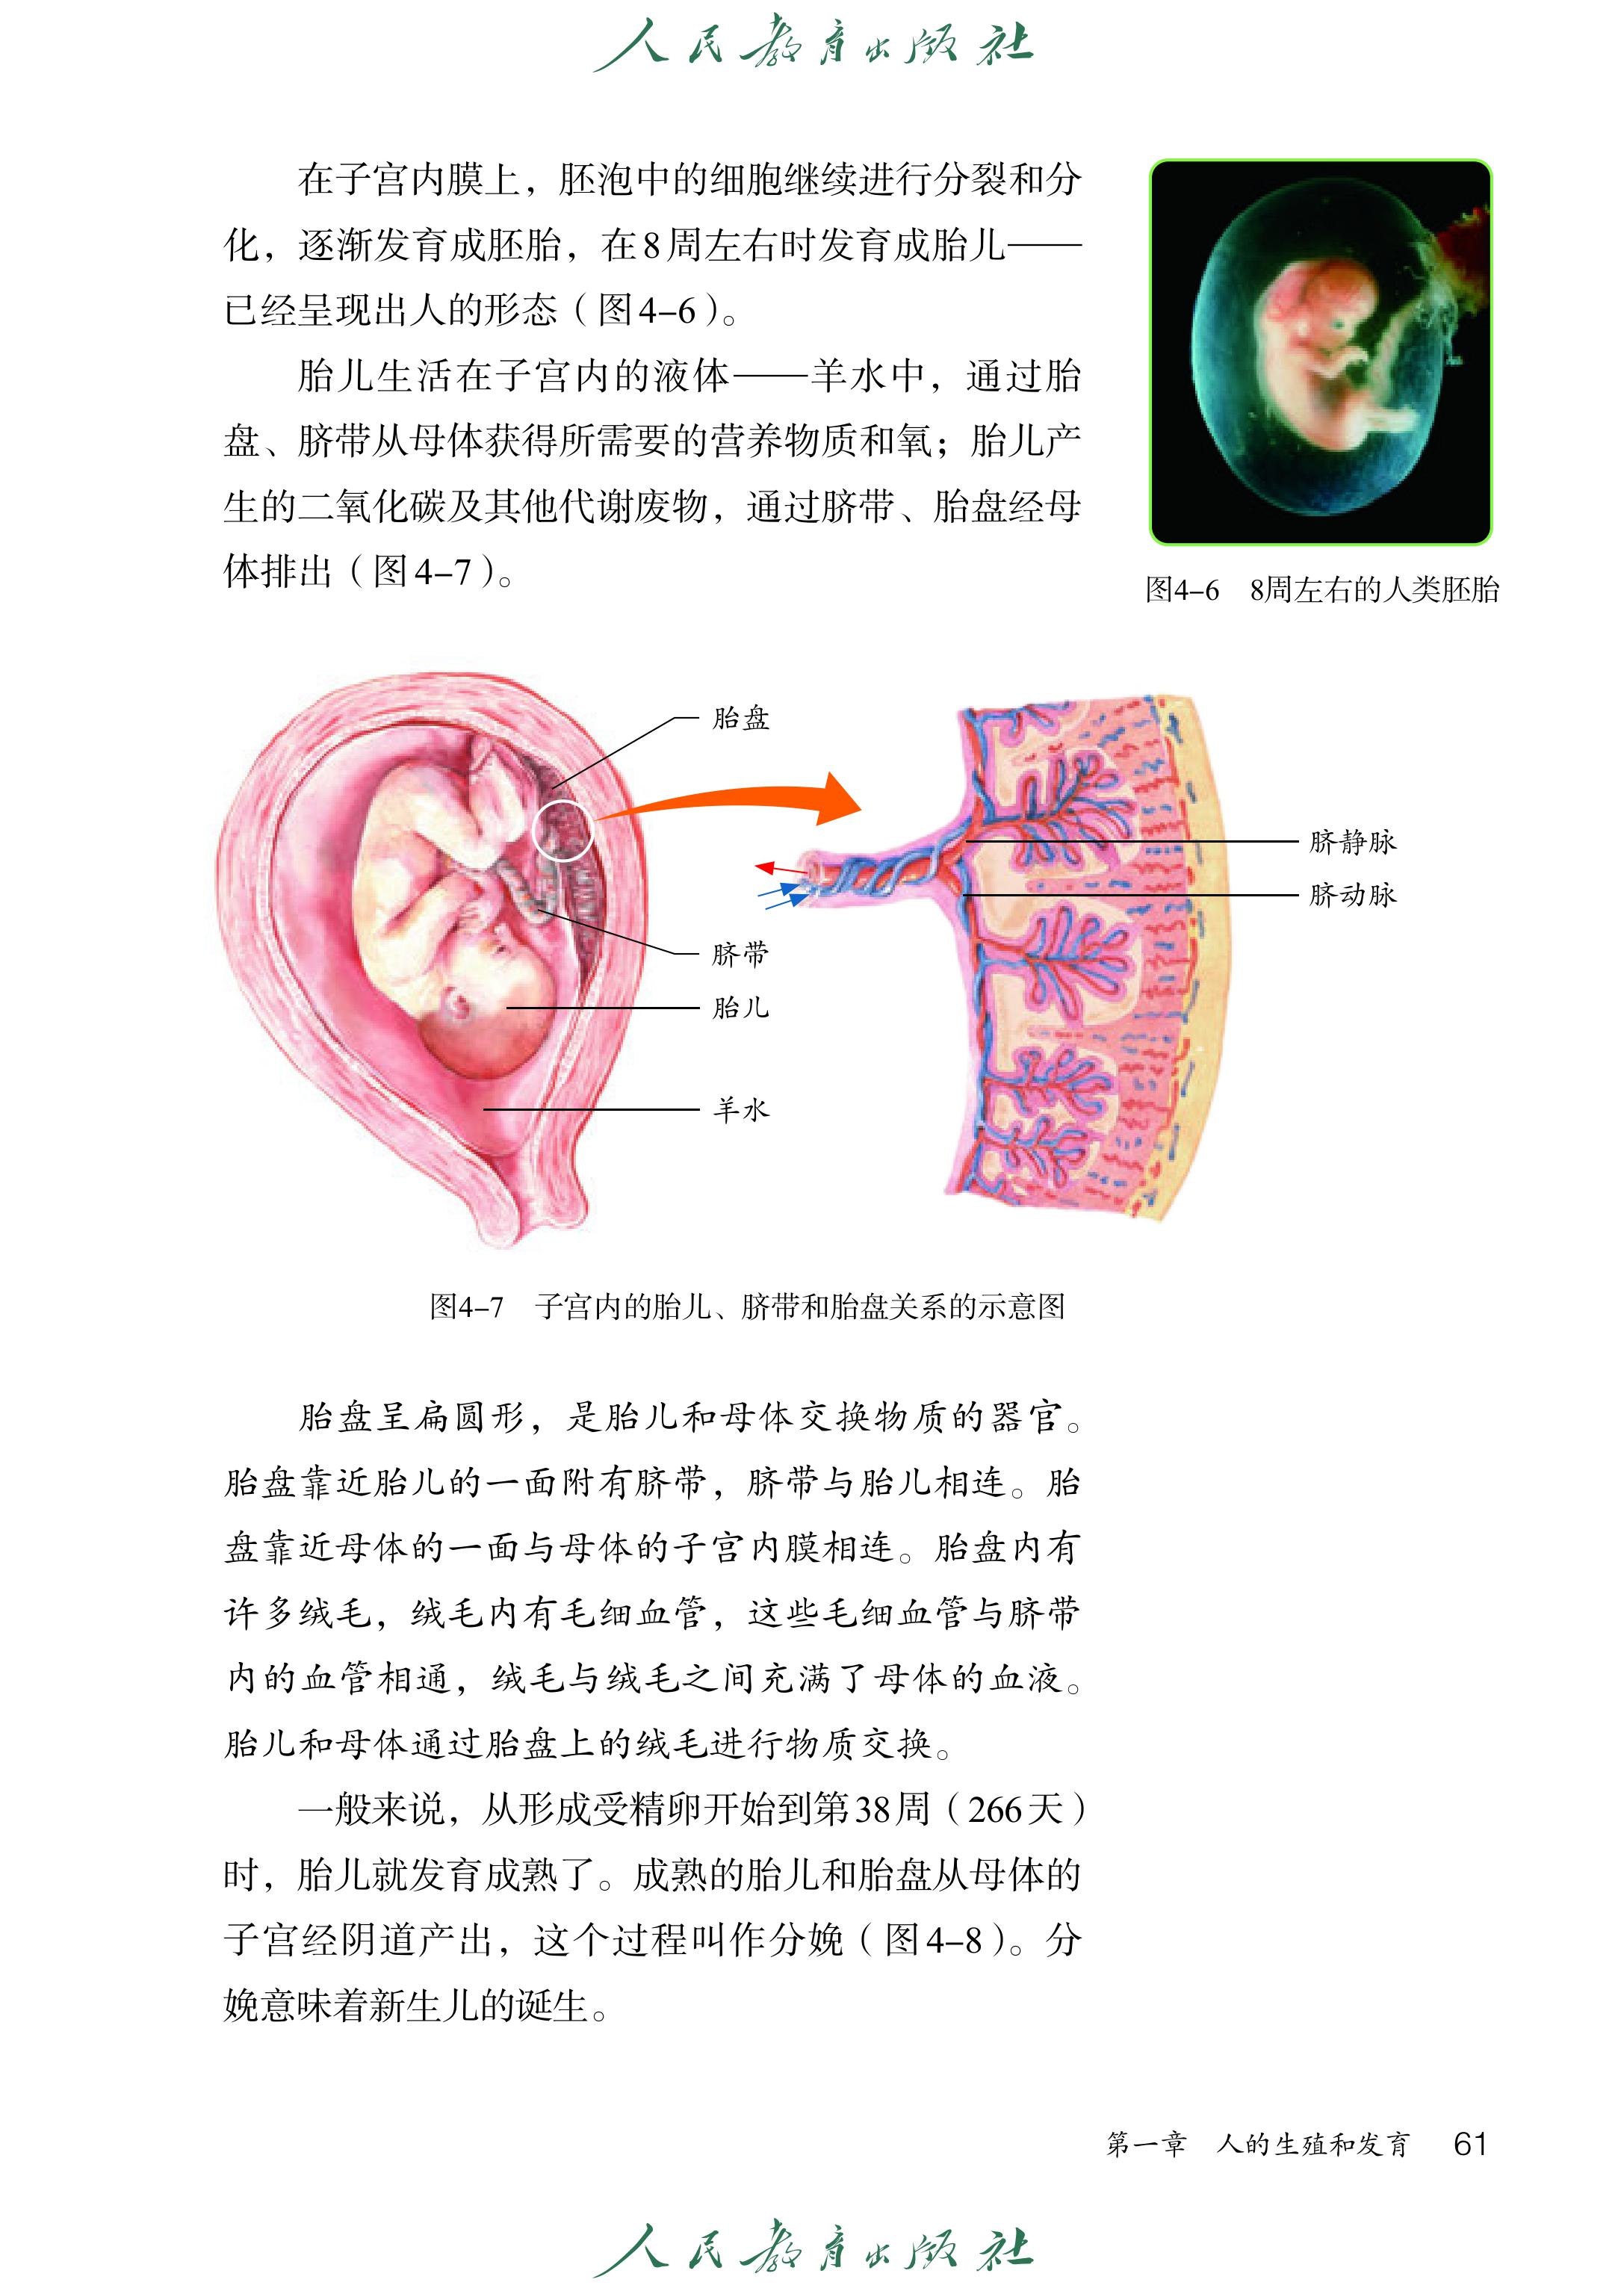 人民教育出版社
在子宫内膜上，胚泡中的细胞继续进行分裂和分
化，逐渐发育成胚胎，在8周左右时发育成胎儿——
已经呈现出人的形态（图4-6）。
胎儿生活在子宫内的液体——羊水中，通过胎
盘、脐带从母体获得所需要的营养物质和氧；胎儿产
生的二氧化碳及其他代谢废物，通过脐带、胎盘经母
体排出（图4-7）。
图4-6 8周左右的人类胚胎
胎盘
脐带
胎儿
羊水
脐静脉
脐动脉
图4-7 子宫内的胎儿、脐带和胎盘关系的示意图
胎盘呈扁圆形，是胎儿和母体交换物质的器官。
胎盘靠近胎儿的一面附有脐带，脐带与胎儿相连。胎
盘靠近母体的一面与母体的子宫内膜相连。胎盘内有
许多绒毛，绒毛内有毛细血管，这些毛细血管与脐带
内的血管相通，绒毛与绒毛之间充满了母体的血液。
胎儿和母体通过胎盘上的绒毛进行物质交换。
一般来说，从形成受精卵开始到第38周（266天）
时，胎儿就发育成熟了。成熟的胎儿和胎盘从母体的
子宫经阴道产出，这个过程叫作分娩（图4-8）。分
娩意味着新生儿的诞生。
第一章 人的生殖和发育 61
人民教育出版社